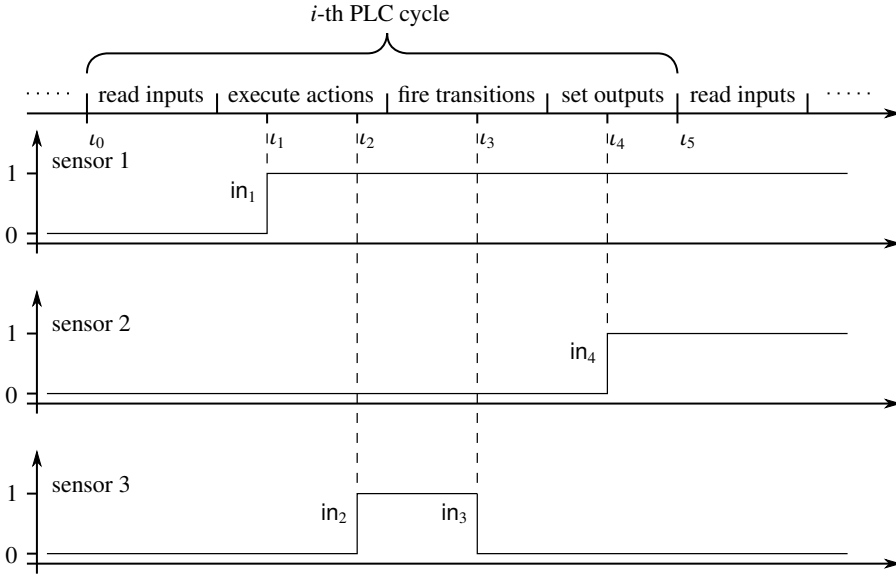 i-th PLC cycle
. . . . . read inputs execute actions fire transitions set outputs read inputs . . . . .
ι₀ ι₁ ι₂ ι₃ ι₄ ι₅
sensor 1
1
in₁
0
sensor 2
1
in₄
0
sensor 3
1
in₂ in₃
0